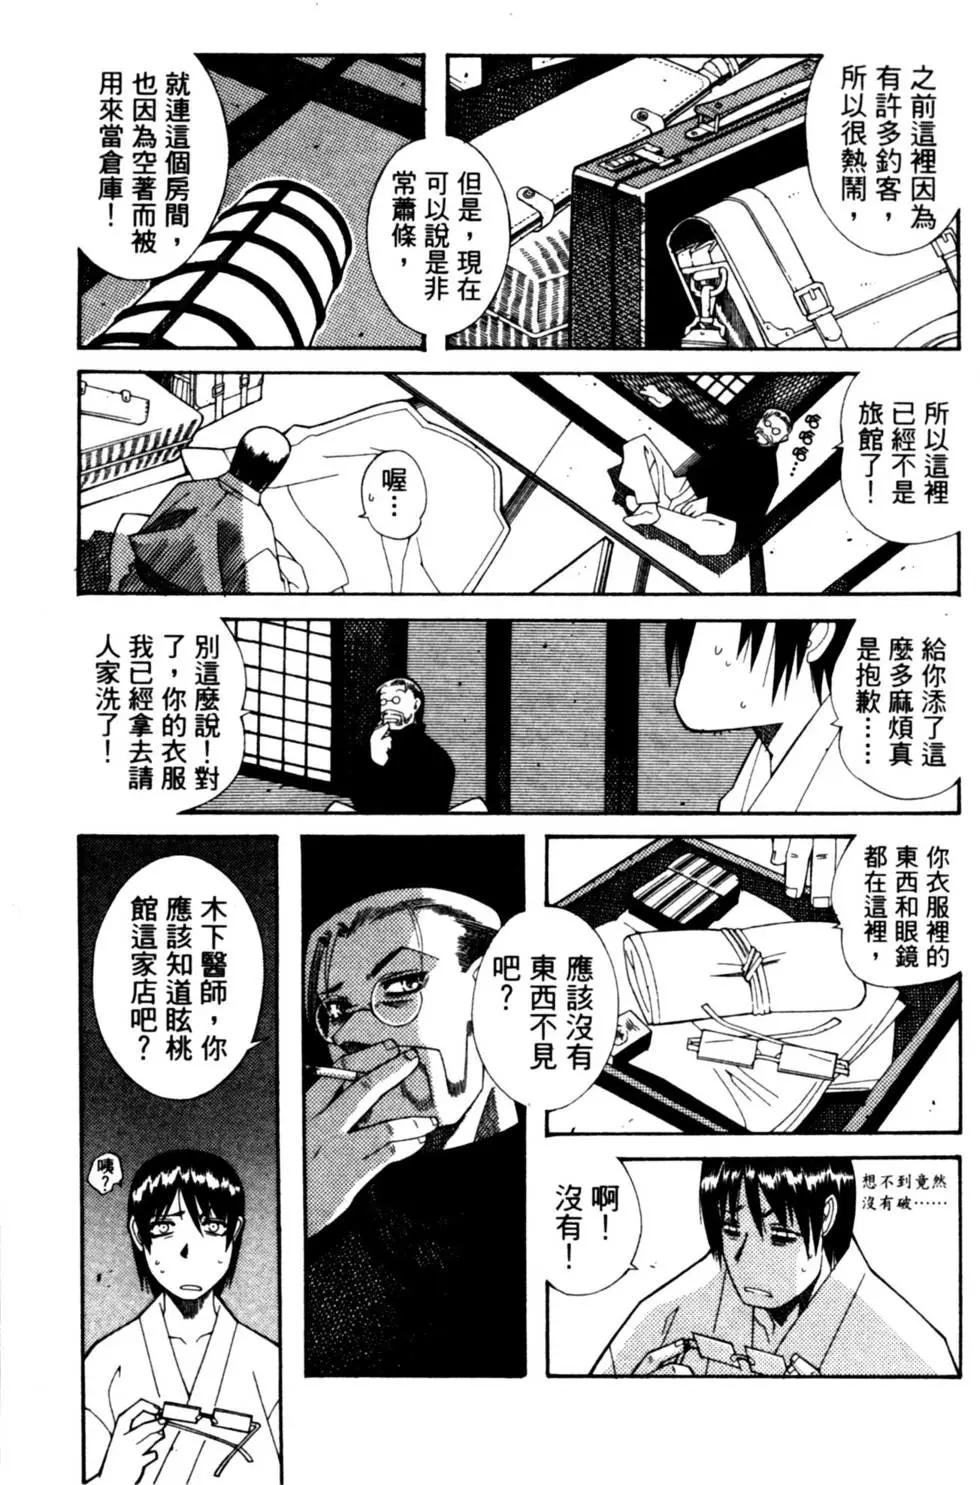 之前這裡因為
有許多釣客，
所以很熱鬧，
但是，現在
可以說是非
常蕭條，
就連這個房間，
也因為空著而被
用來當倉庫！
所以這裡
已經不是
旅館了！
哈哈哈…
喔…
給你添了這
麼多麻煩真
是抱歉……
別這麼說！對
了，你的衣服
我已經拿去請
人家洗了！
你衣服裡的
東西和眼鏡
都在這裡，
應該沒有
東西不見
吧？
想不到竟然
沒有破……
啊！
沒有！
木下醫師，你
應該知道眩桃
館這家店吧？
咦？